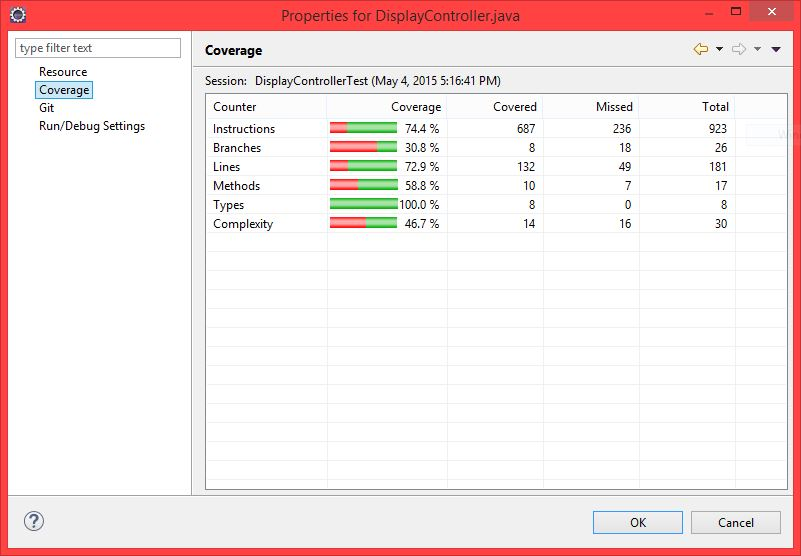 Properties for DisplayController.java
type filter text
Resource
Coverage
Git
Run/Debug Settings
Coverage
Session: DisplayControllerTest (May 4, 2015 5:16:41 PM)
Counter Coverage Covered Missed Total
Instructions 74.4 % 687 236 923
Branches 30.8 % 8 18 26
Lines 72.9 % 132 49 181
Methods 58.8 % 10 7 17
Types 100.0 % 8 0 8
Complexity 46.7 % 14 16 30
?
OK Cancel